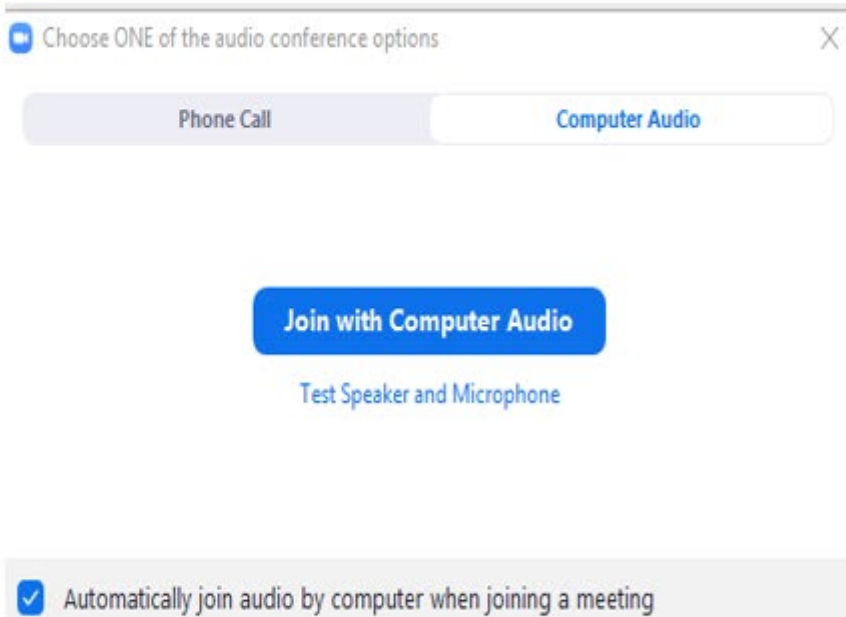 Choose ONE of the audio conference options
Phone Call
Computer Audio
Join with Computer Audio
Test Speaker and Microphone
Automatically join audio by computer when joining a meeting